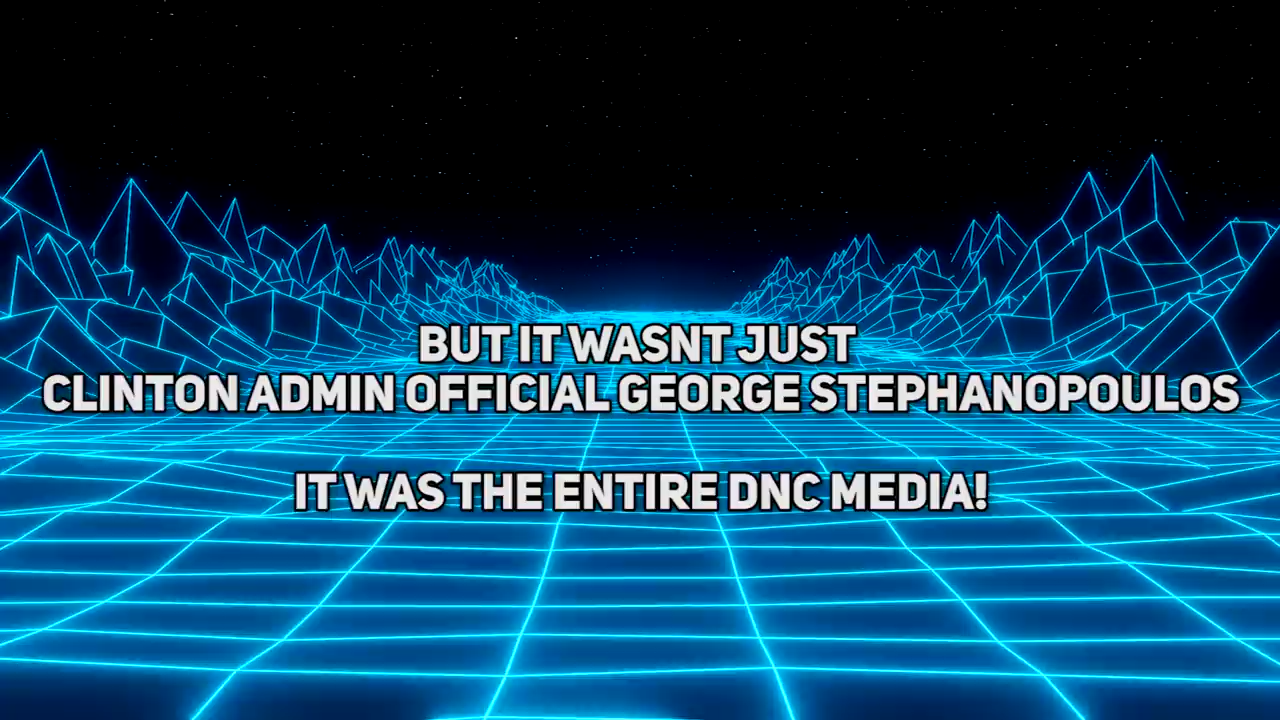 BUT IT WASNT JUST
CLINTON ADMIN OFFICIAL GEORGE STEPHANOPOULOS
IT WAS THE ENTIRE DNC MEDIA!